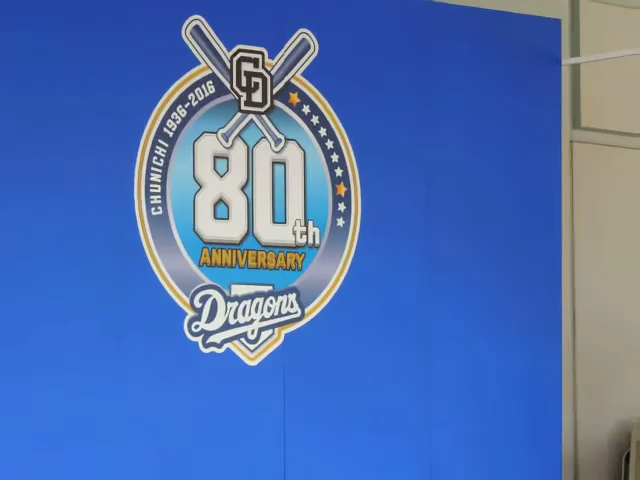 CD
CHUNICHI 1936-2016
80th
ANNIVERSARY
Dragons